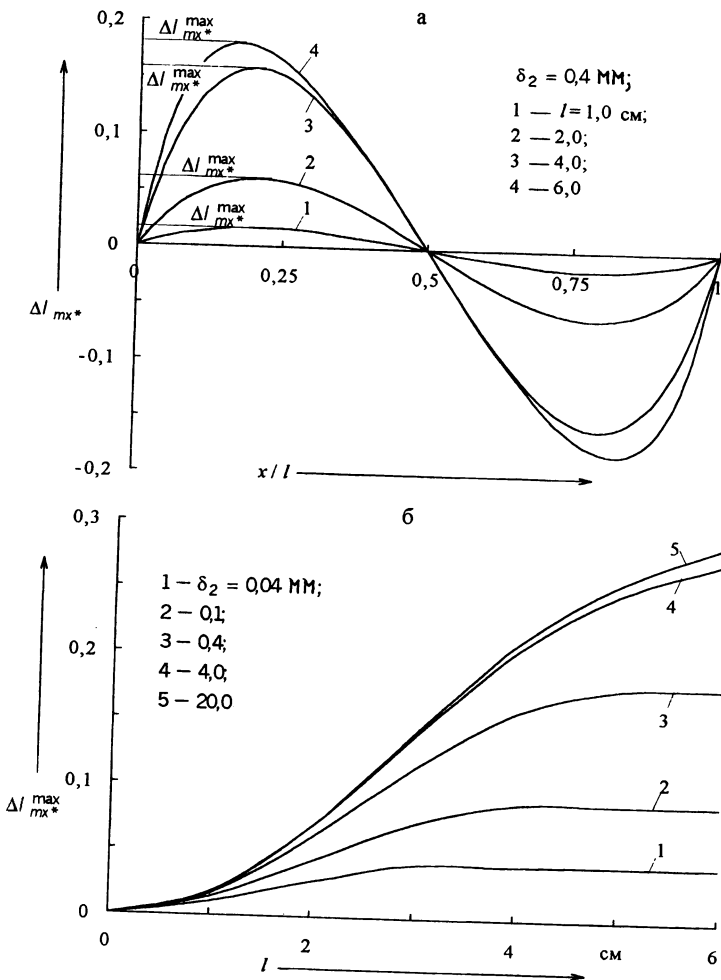 а
0,2
Δl max mx*
4
δ₂ = 0,4 мм;
Δl max mx*
1 — l = 1,0 см;
0,1
3
2 — 2,0;
Δl max mx*
2
3 — 4,0;
Δl max mx*
1
4 — 6,0
0
0 0,25 0,5 0,75 1
Δl mx*
-0,1
-0,2
x / l
б
0,3
5
1 – δ₂ = 0,04 мм;
4
2 – 0,1;
0,2
3 – 0,4;
4 – 4,0;
3
5 – 20,0
0,1
Δl max mx*
2
1
0
0 2 4 см 6
l